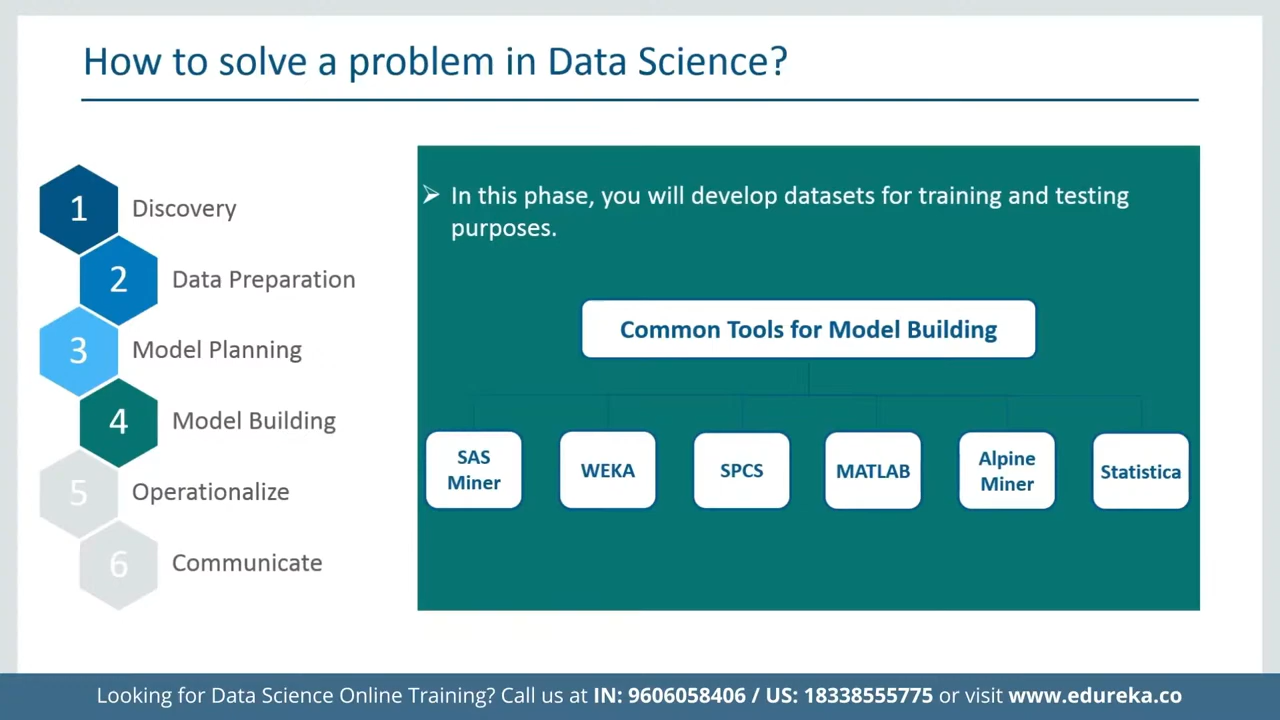 How to solve a problem in Data Science?
1 Discovery
2 Data Preparation
3 Model Planning
4 Model Building
5 Operationalize
6 Communicate
In this phase, you will develop datasets for training and testing
purposes.
Common Tools for Model Building
SAS
Miner
WEKA
SPCS
MATLAB
Alpine
Miner
Statistica
Looking for Data Science Online Training? Call us at IN: 9606058406 / US: 18338555775 or visit www.edureka.co